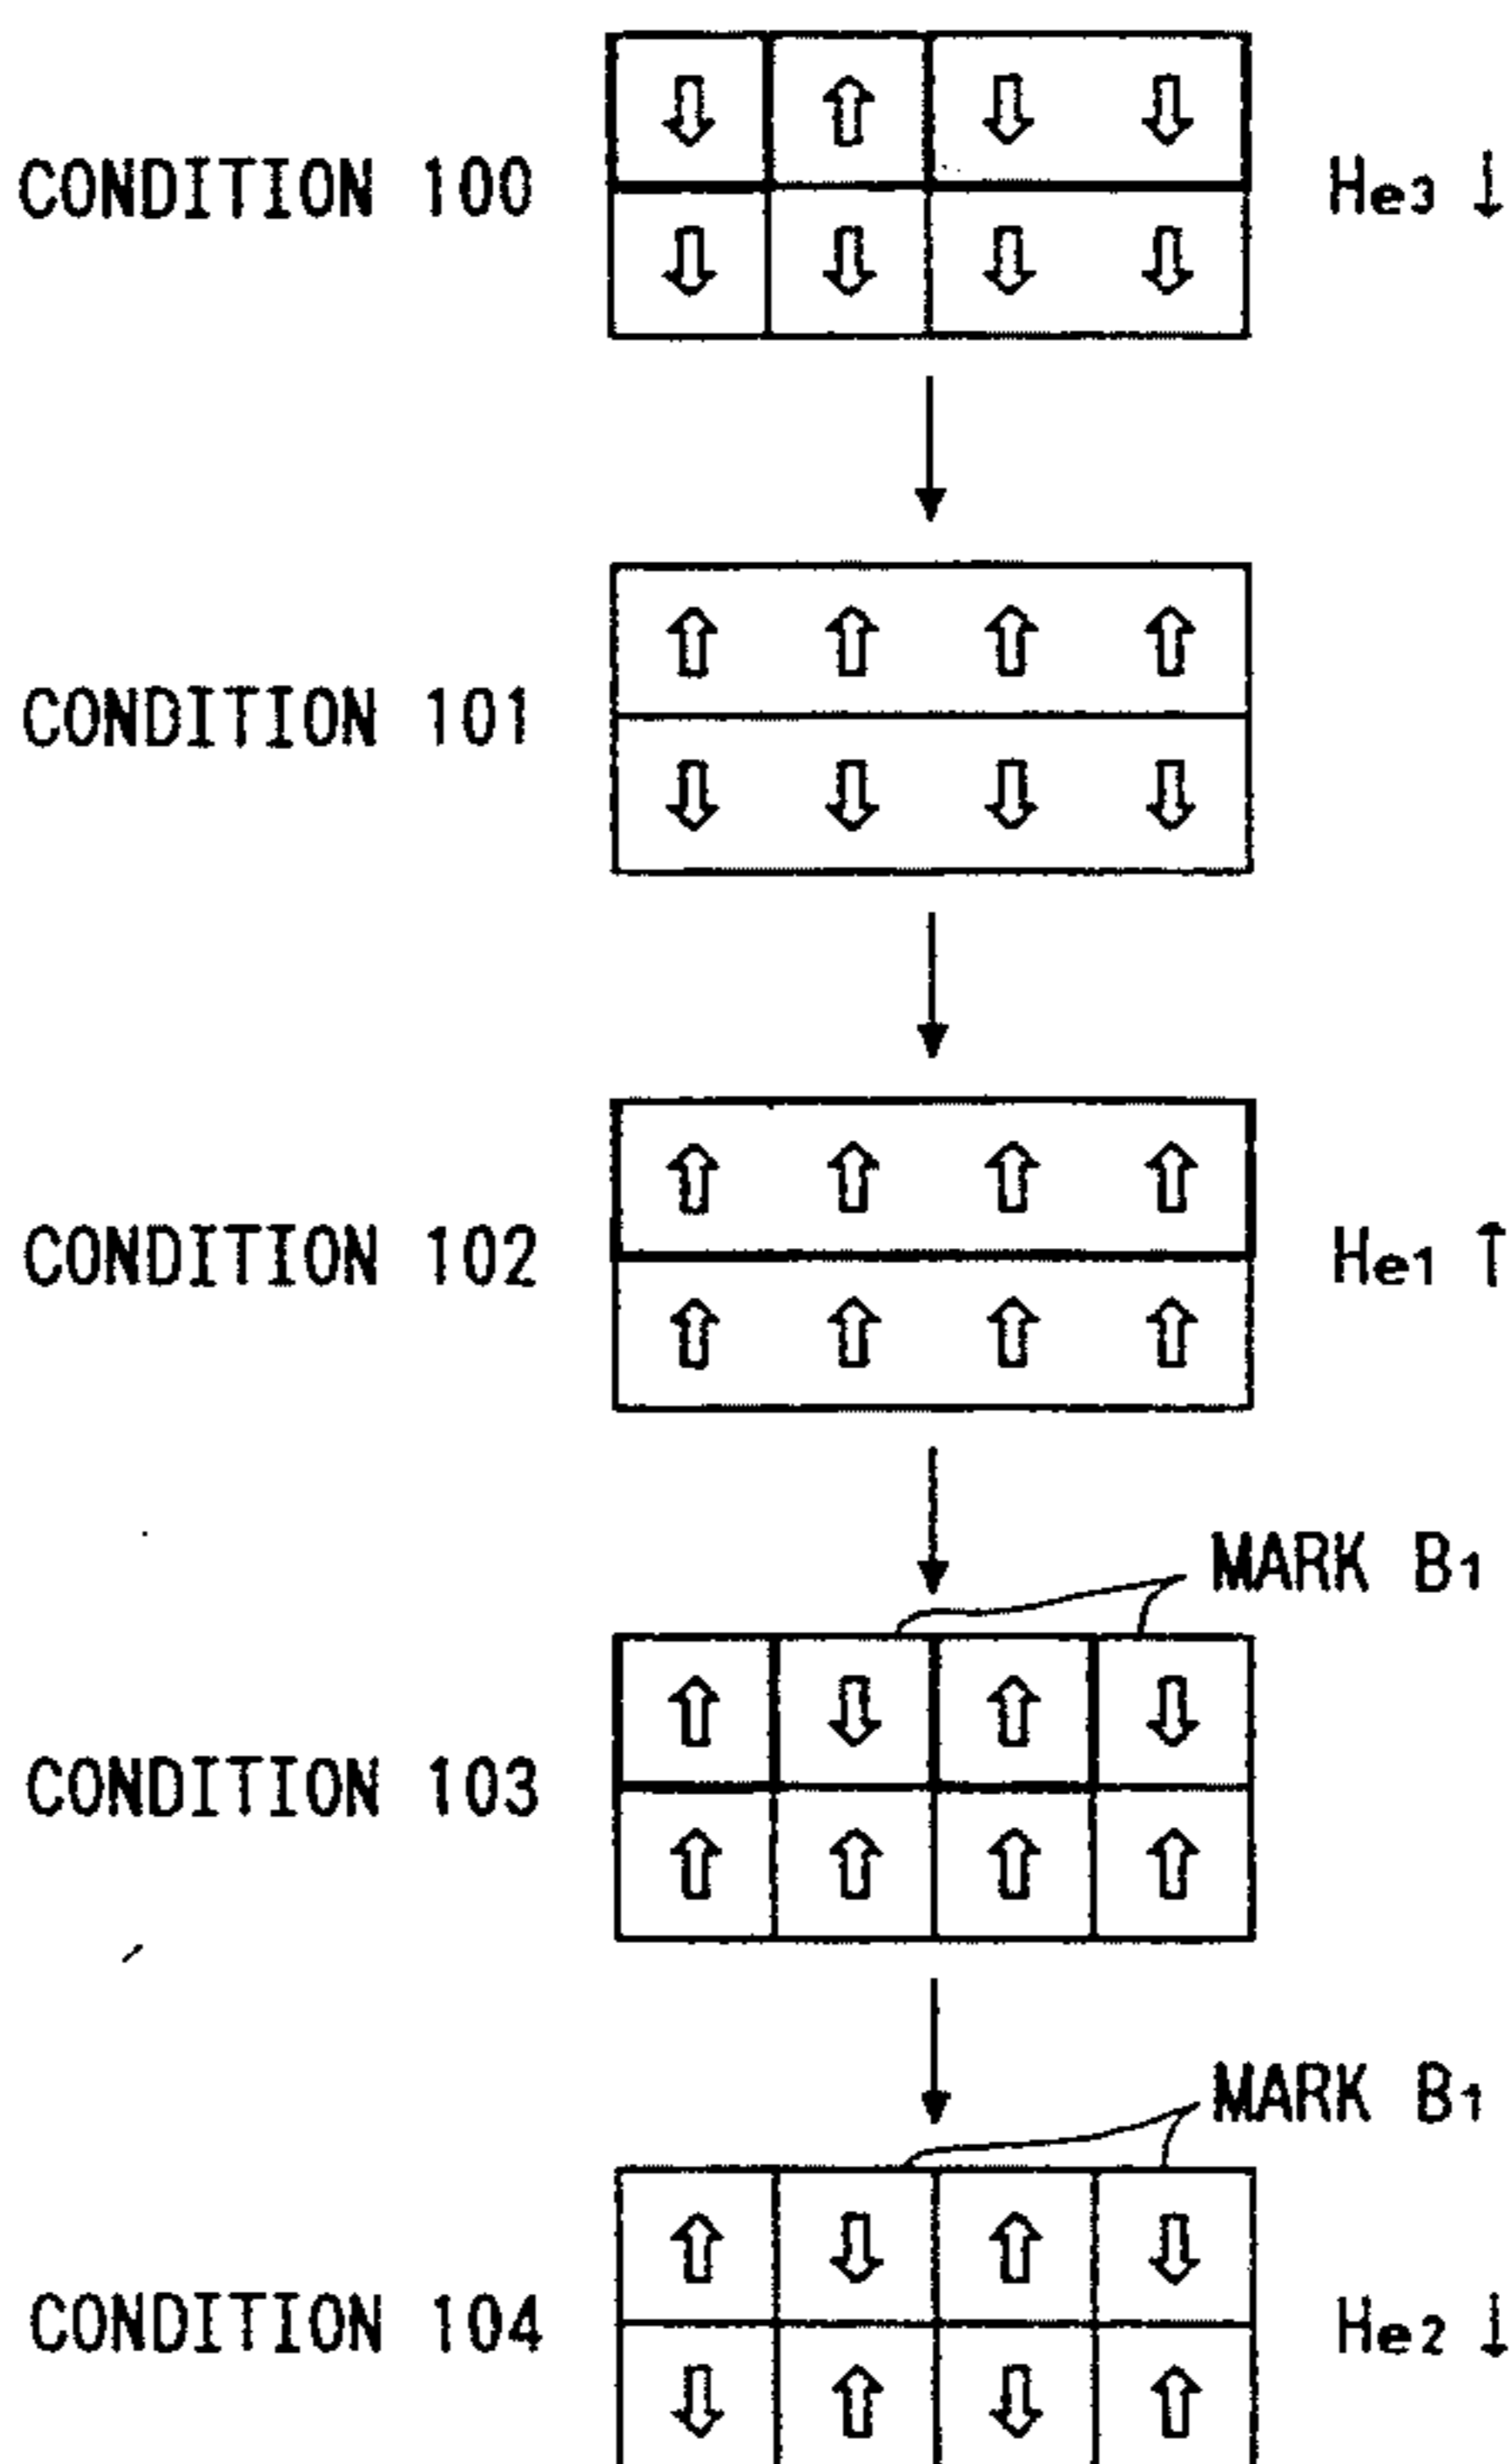 CONDITION 100 He3 ↓
CONDITION 101
CONDITION 102 He1 ↑
MARK B1
CONDITION 103
MARK B1
CONDITION 104 He2 ↓